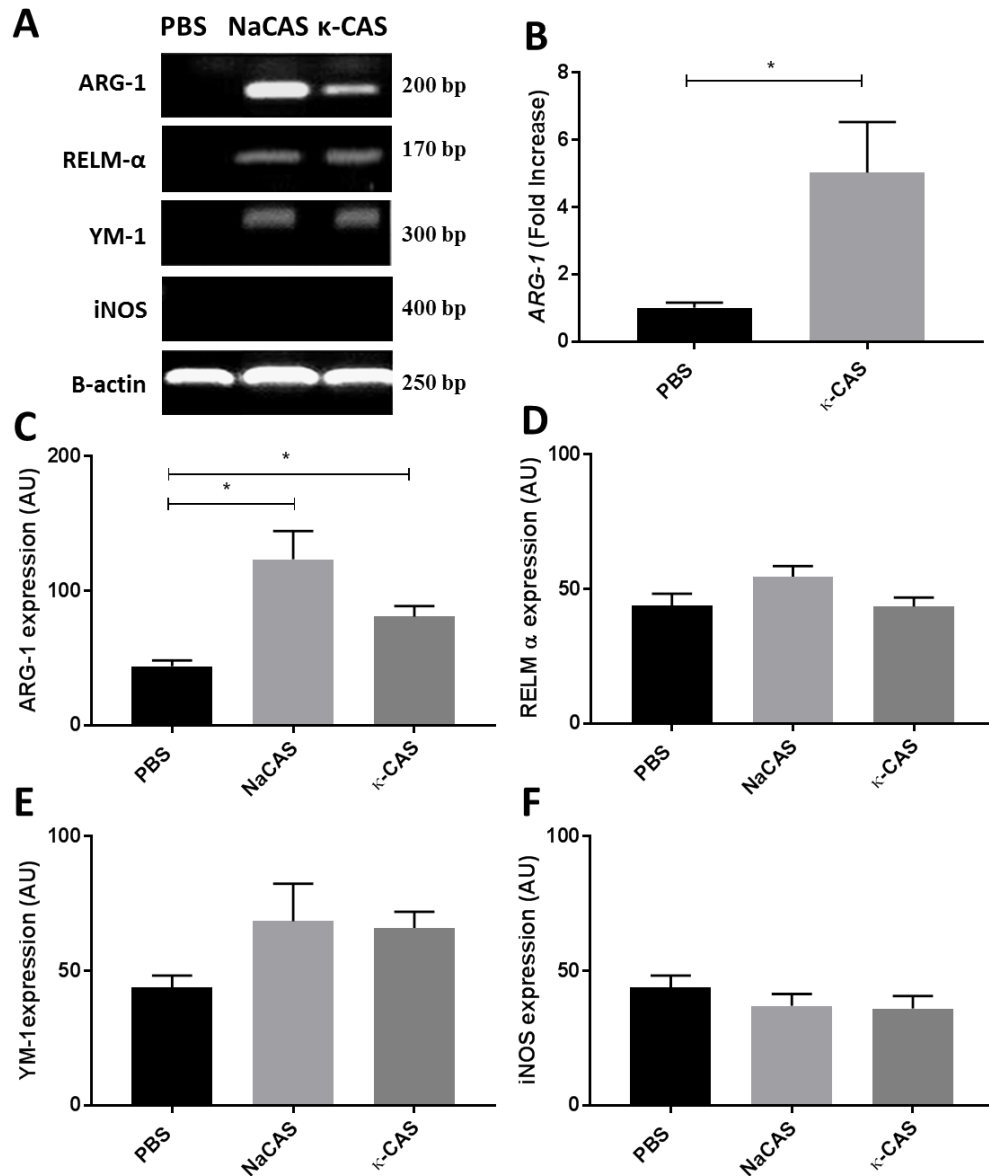 A
PBS NaCAS κ-CAS
ARG-1
200 bp
RELM-α
170 bp
YM-1
300 bp
iNOS
400 bp
B-actin
250 bp
B
ARG-1 (Fold Increase)
8
6
4
2
0
*
PBS
κ-CAS
C
ARG-1 expression (AU)
200
100
0
*
*
PBS
NaCAS
κ-CAS
D
RELM α expression (AU)
100
50
0
PBS
NaCAS
κ-CAS
E
YM-1expression (AU)
100
50
0
PBS
NaCAS
κ-CAS
F
iNOS expression (AU)
100
50
0
PBS
NaCAS
κ-CAS